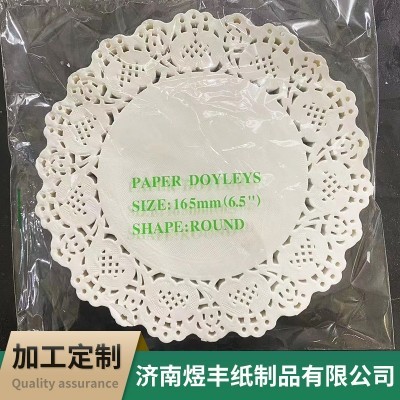 PAPER DOYLEYS
SIZE:165mm(6.5")
SHAPE:ROUND
加工定制
Quality assurance
济南煜丰纸制品有限公司